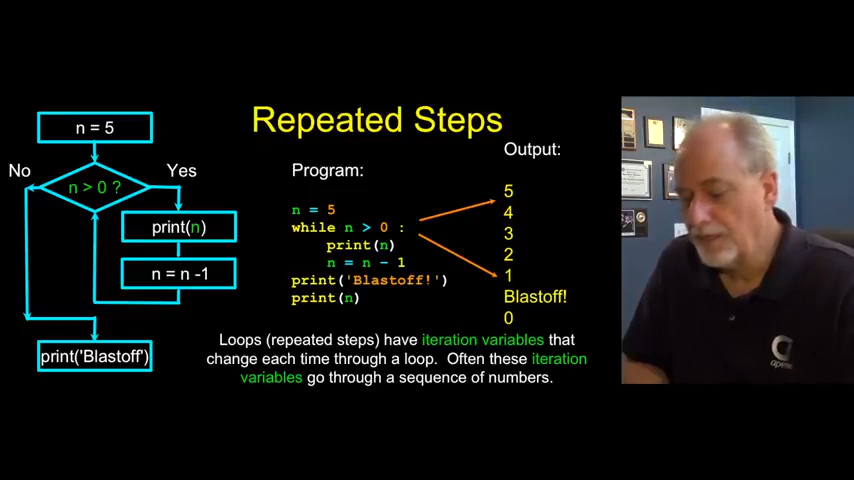 Repeated Steps
n = 5
No
Yes
n > 0 ?
print(n)
n = n -1
print('Blastoff')
Program:
n = 5
while n > 0 :
print(n)
n = n - 1
print('Blastoff!')
print(n)
Output:
5
4
3
2
1
Blastoff!
0
Loops (repeated steps) have iteration variables that
change each time through a loop. Often these iteration
variables go through a sequence of numbers.